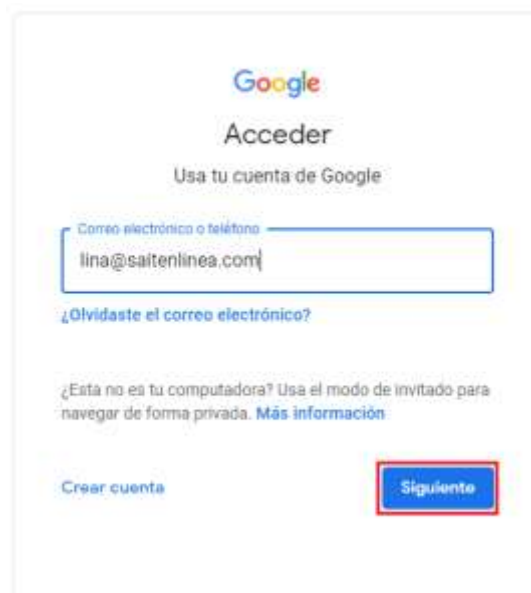 Google
Acceder
Usa tu cuenta de Google
Correo electrónico o teléfono
lina@saitenlinea.com
¿Olvidaste el correo electrónico?
¿Esta no es tu computadora? Usa el modo de invitado para
navegar de forma privada. Más información
Crear cuenta
Siguiente